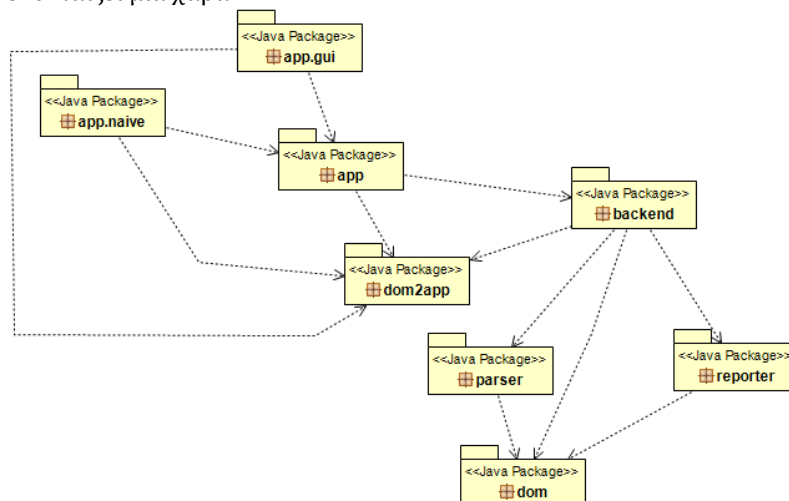 <<Java Package>>
app.gui
<<Java Package>>
app.naive
<<Java Package>>
app
<<Java Package>>
backend
<<Java Package>>
dom2app
<<Java Package>>
parser
<<Java Package>>
reporter
<<Java Package>>
dom